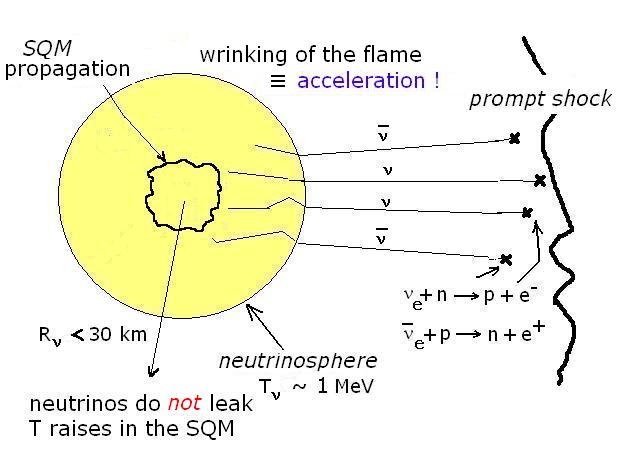 SQM
propagation
wrinking of the flame
≡ acceleration !
prompt shock
ν̅
ν
ν
ν̅
νe+n → p + e-
ν̅e+p → n + e+
Rν < 30 km
neutrinosphere
Tν ~ 1 MeV
neutrinos do not leak
T raises in the SQM